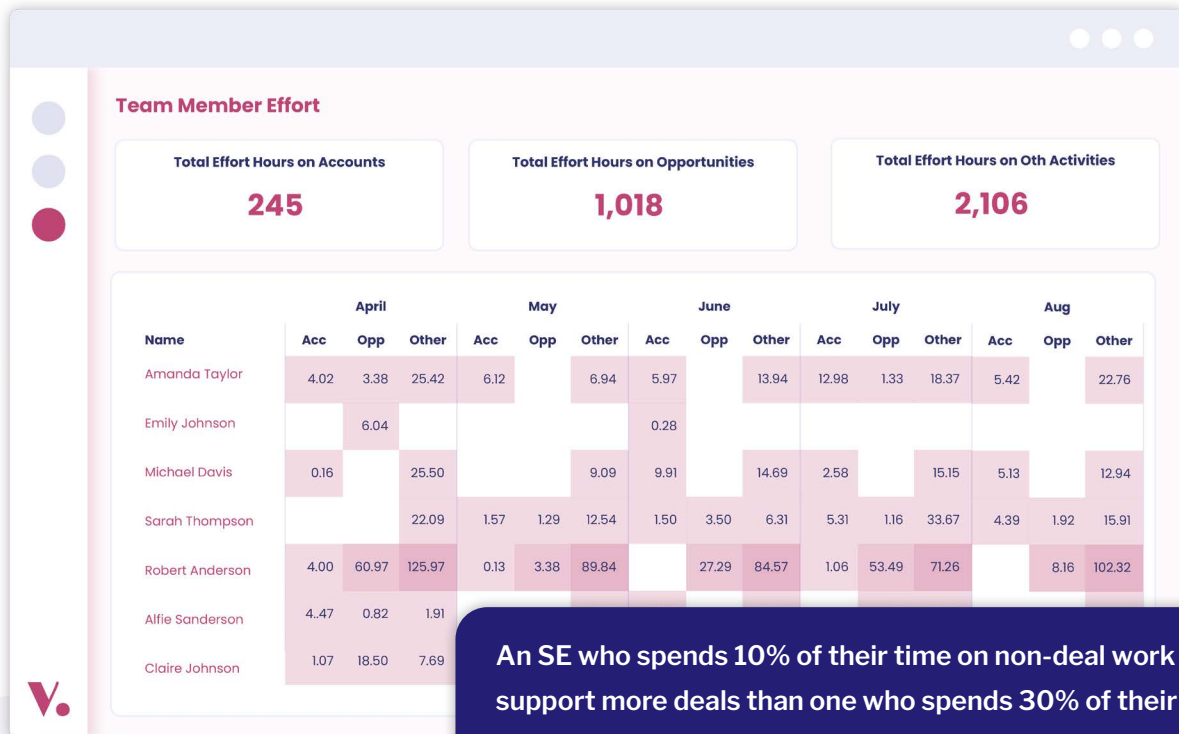 Team Member Effort
Total Effort Hours on Accounts
245
Total Effort Hours on Opportunities
1,018
Total Effort Hours on Oth Activities
2,106
April May June July Aug
Name Acc Opp Other Acc Opp Other Acc Opp Other Acc Opp Other Acc Opp Other
Amanda Taylor 4.02 3.38 25.42 6.12 6.94 5.97 13.94 12.98 1.33 18.37 5.42 22.76
Emily Johnson 6.04 0.28
Michael Davis 0.16 25.50 9.09 9.91 14.69 2.58 15.15 5.13 12.94
Sarah Thompson 22.09 1.57 1.29 12.54 1.50 3.50 6.31 5.31 1.16 33.67 4.39 1.92 15.91
Robert Anderson 4.00 60.97 125.97 0.13 3.38 89.84 27.29 84.57 1.06 53.49 71.26 8.16 102.32
Alfie Sanderson 4..47 0.82 1.91
Claire Johnson 1.07 18.50 7.69
An SE who spends 10% of their time on non-deal work
support more deals than one who spends 30% of their
V.